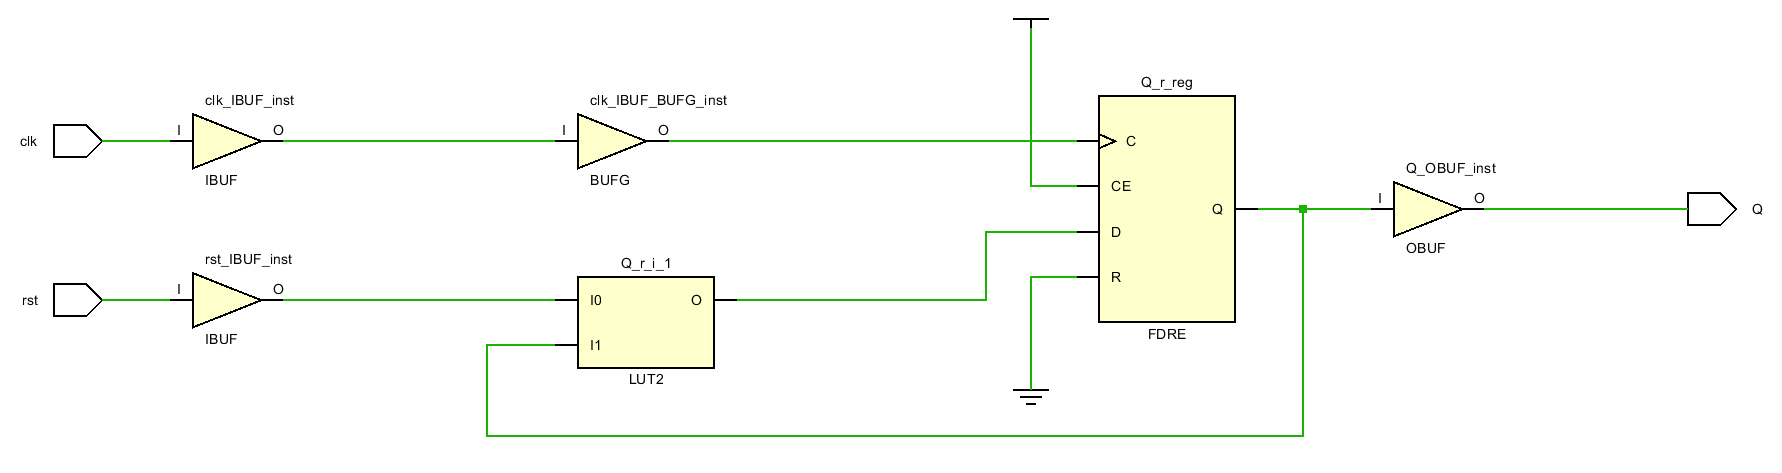 Q_r_reg
clk_IBUF_inst
clk_IBUF_BUFG_inst
clk
I
O
I
O
C
IBUF
BUFG
CE
Q_OBUF_inst
I
O
Q
Q
D
OBUF
rst_IBUF_inst
Q_r_i_1
R
rst
I
O
I0
O
IBUF
FDRE
I1
LUT2